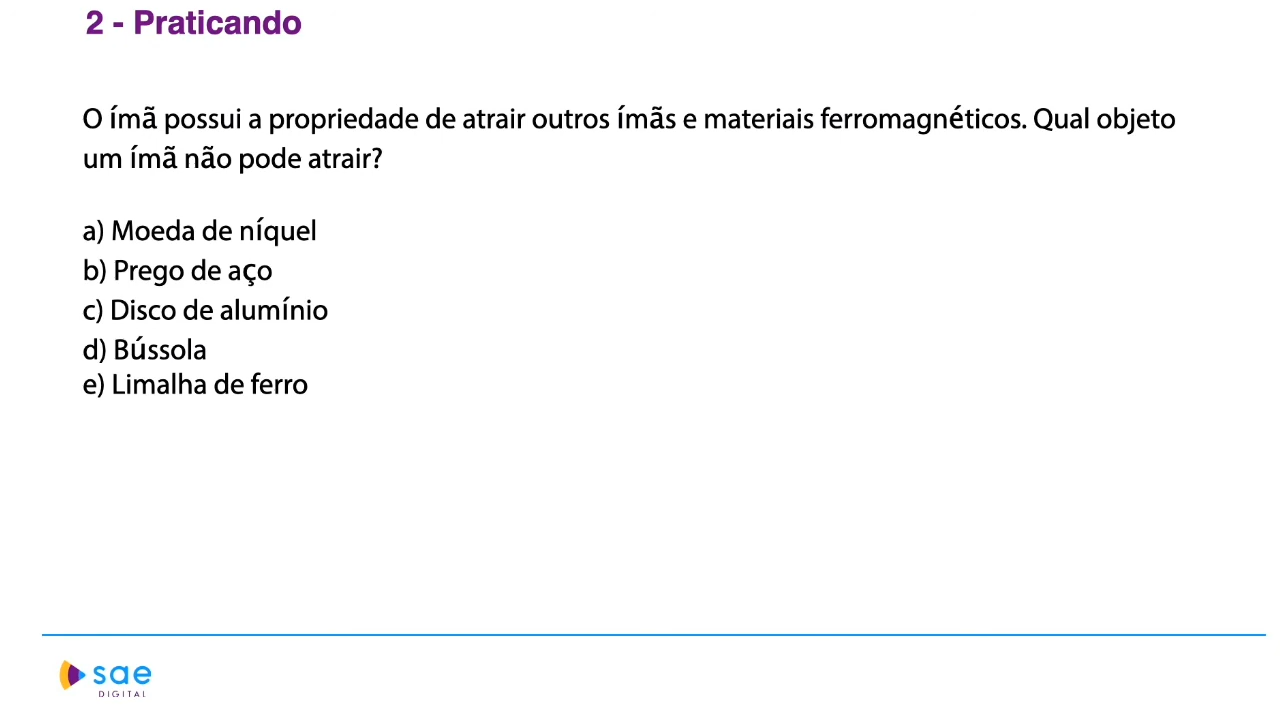 2 - Praticando
O ímã possui a propriedade de atrair outros ímãs e materiais ferromagnéticos. Qual objeto
um ímã não pode atrair?
a) Moeda de níquel
b) Prego de aço
c) Disco de alumínio
d) Bússola
e) Limalha de ferro
sae
DIGITAL